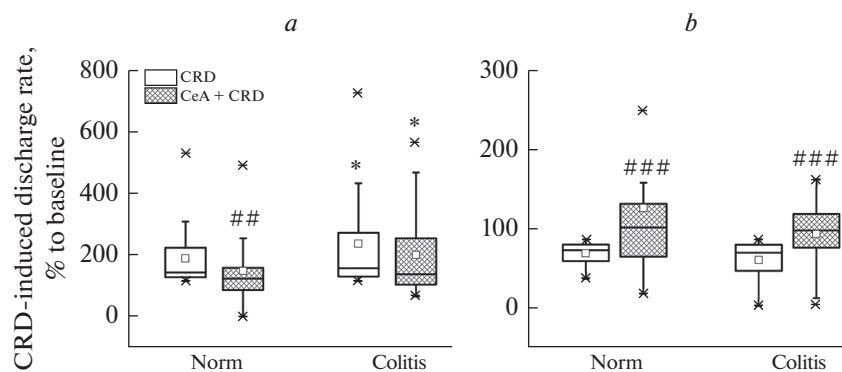 a
b
CRD-induced discharge rate,
% to baseline
800
600
400
200
0
CRD
CeA + CRD
##
*
*
Norm
Colitis
300
200
100
0
###
###
Norm
Colitis